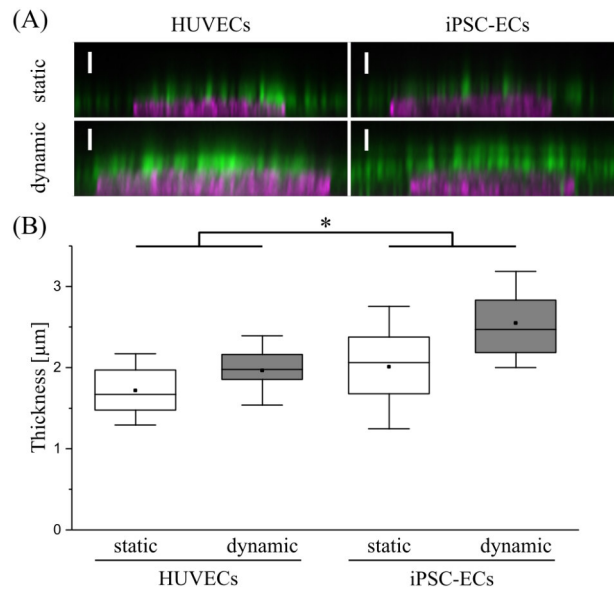 (A)
HUVECs iPSC-ECs
static
dynamic
(B)
*
Thickness [µm]
3
2
1
0
static dynamic static dynamic
HUVECs iPSC-ECs